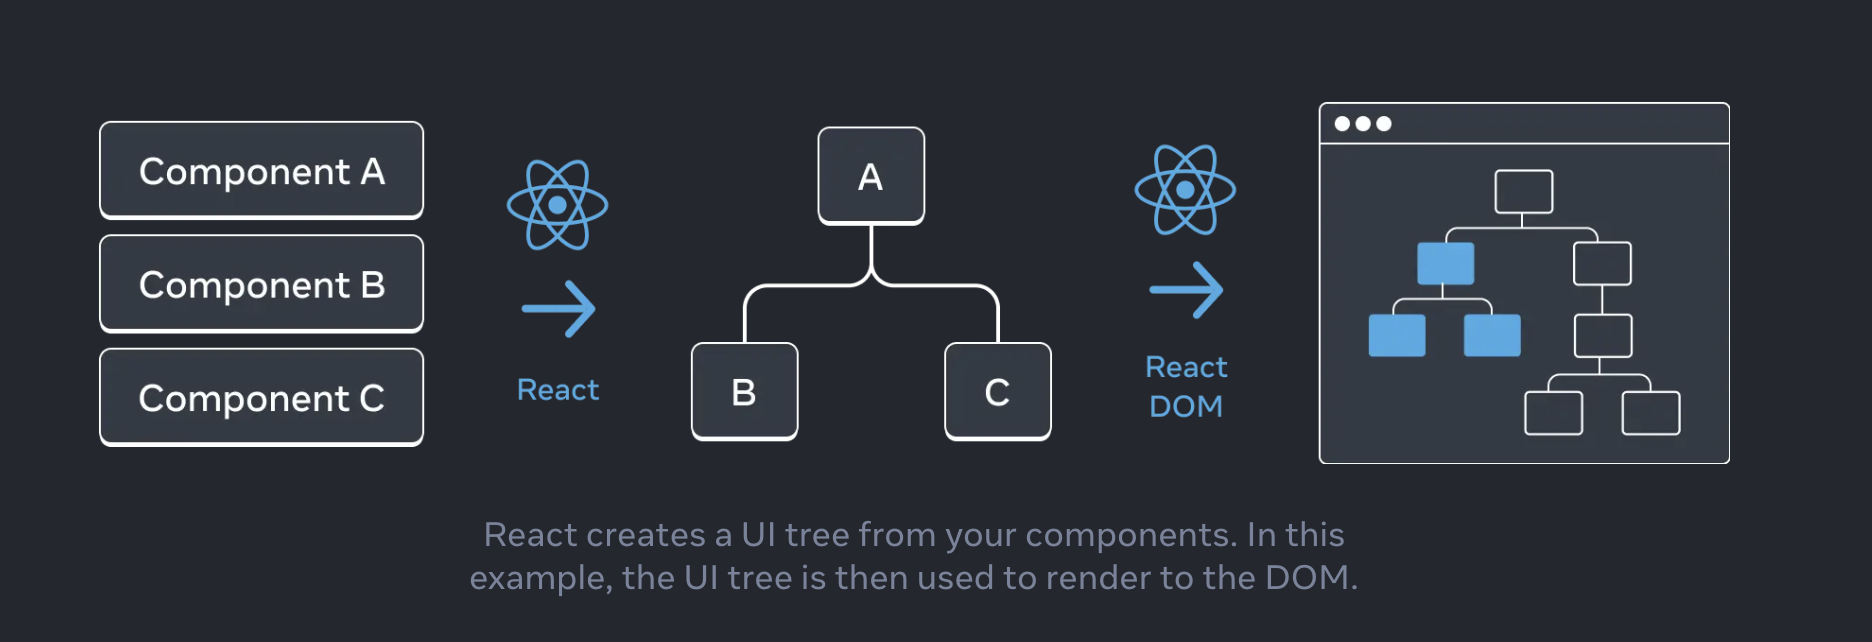 Component A
Component B
Component C
React
A
B
C
React
DOM
React creates a UI tree from your components. In this
example, the UI tree is then used to render to the DOM.